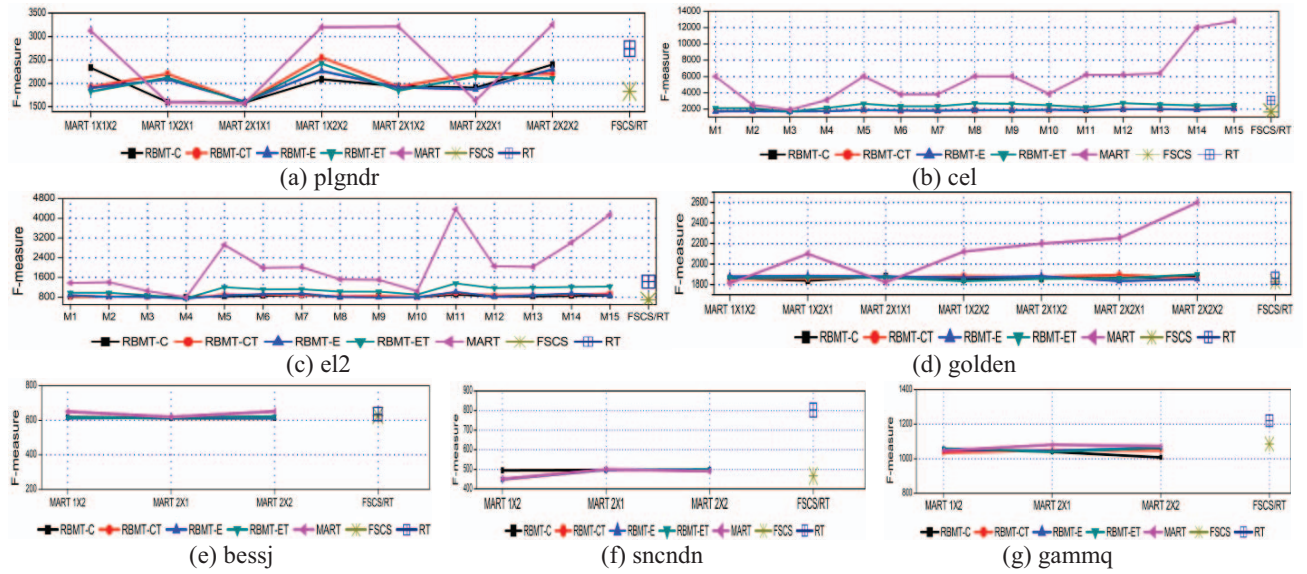 F-measure
3500
3000
2500
2000
1500
MART 1X1X2 MART 1X2X1 MART 2X1X1 MART 1X2X2 MART 2X1X2 MART 2X2X1 MART 2X2X2 FSCS/RT
RBMT-C RBMT-CT RBMT-E RBMT-ET MART FSCS RT
(a) plgndr
F-measure
14000
12000
10000
8000
6000
4000
2000
M1 M2 M3 M4 M5 M6 M7 M8 M9 M10 M11 M12 M13 M14 M15 FSCS/RT
RBMT-C RBMT-CT RBMT-E RBMT-ET MART FSCS RT
(b) cel
F-measure
4800
4000
3200
2400
1600
800
M1 M2 M3 M4 M5 M6 M7 M8 M9 M10 M11 M12 M13 M14 M15 FSCS/RT
RBMT-C RBMT-CT RBMT-E RBMT-ET MART FSCS RT
(c) el2
F-measure
2600
2400
2200
2000
1800
MART 1X1X2 MART 1X2X1 MART 2X1X1 MART 1X2X2 MART 2X1X2 MART 2X2X1 MART 2X2X2 FSCS/RT
RBMT-C RBMT-CT RBMT-E RBMT-ET MART FSCS RT
(d) golden
F-measure
800
600
400
200
MART 1X2 MART 2X1 MART 2X2 FSCS/RT
RBMT-C RBMT-CT RBMT-E RBMT-ET MART FSCS RT
(e) bessj
F-measure
900
800
700
600
500
400
MART 1X2 MART 2X1 MART 2X2 FSCS/RT
RBMT-C RBMT-CT RBMT-E RBMT-ET MART FSCS RT
(f) sncndn
F-measure
1400
1200
1000
800
MART 1X2 MART 2X1 MART 2X2 FSCS/RT
RBMT-C RBMT-CT RBMT-E RBMT-ET MART FSCS RT
(g) gammq